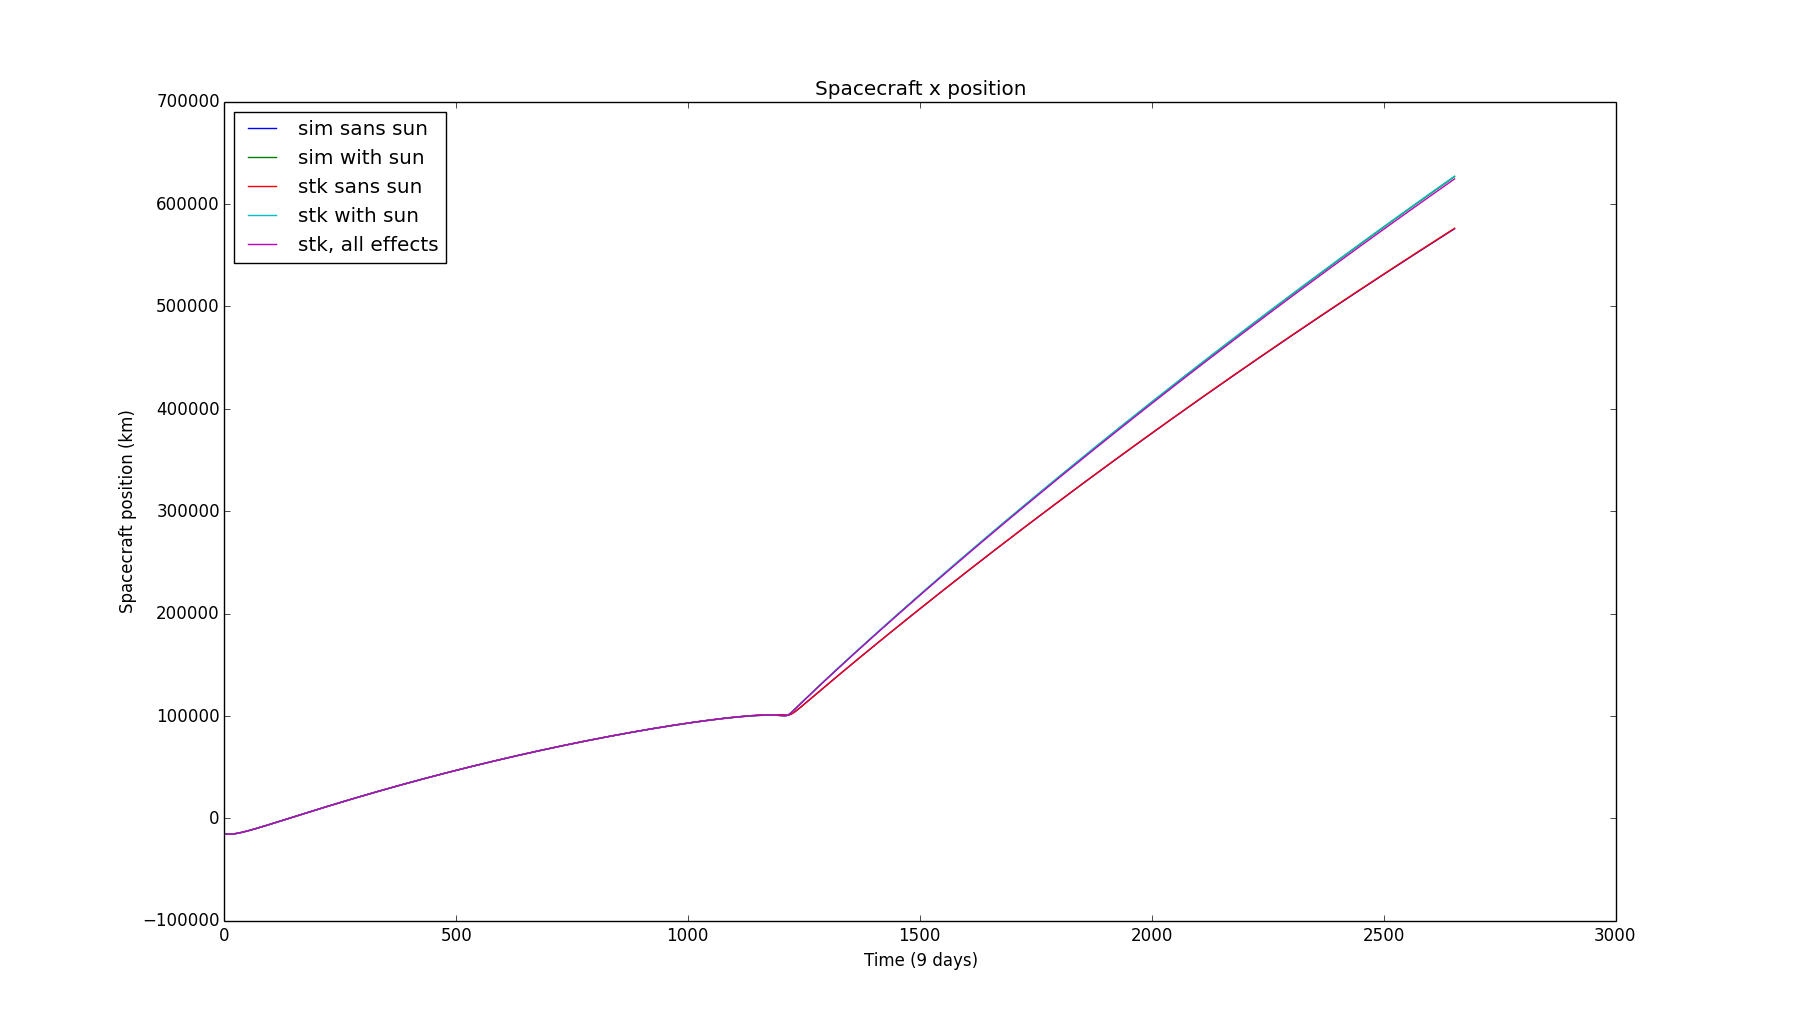 Spacecraft x position
700000
600000
500000
400000
300000
200000
100000
0
−100000
Spacecraft position (km)
sim sans sun
sim with sun
stk sans sun
stk with sun
stk, all effects
0 500 1000 1500 2000 2500 3000
Time (9 days)